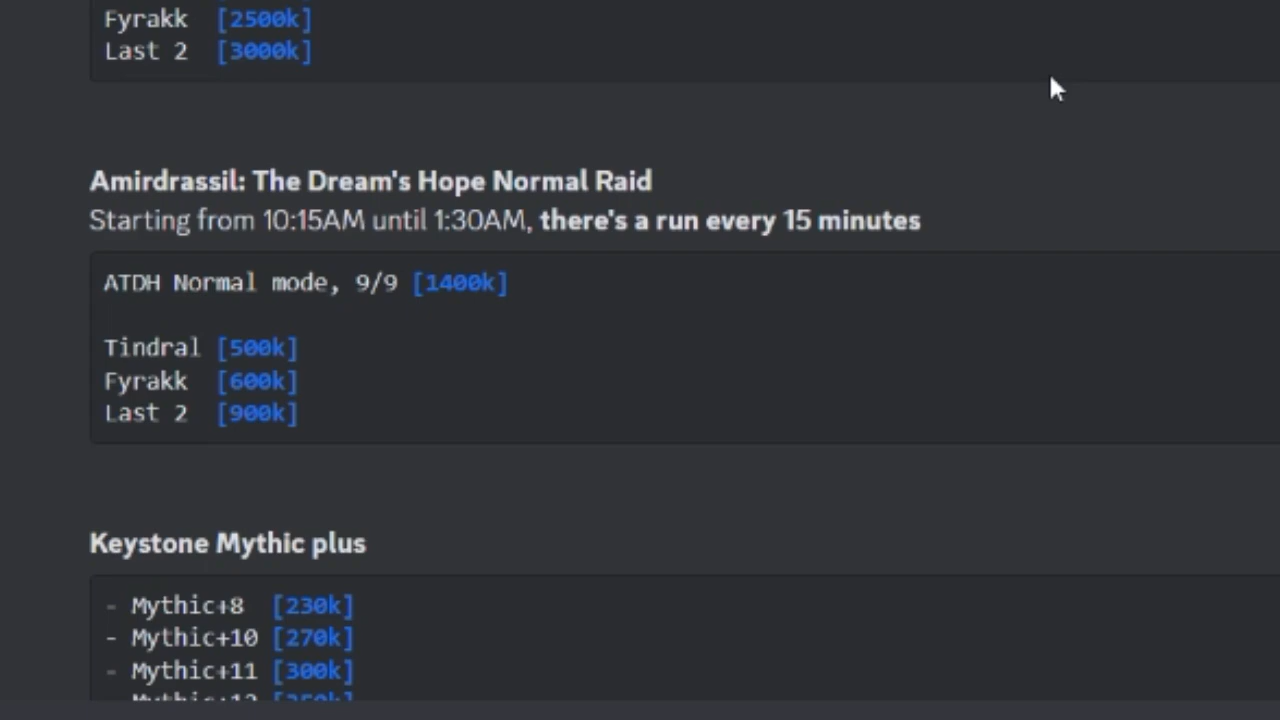 Fyrakk  [2500k]
Last 2  [3000k]
Amirdrassil: The Dream's Hope Normal Raid
Starting from 10:15AM until 1:30AM, there's a run every 15 minutes
ATDH Normal mode, 9/9 [1400k]
Tindral [500k]
Fyrakk  [600k]
Last 2  [900k]
Keystone Mythic plus
- Mythic+8  [230k]
- Mythic+10 [270k]
- Mythic+11 [300k]